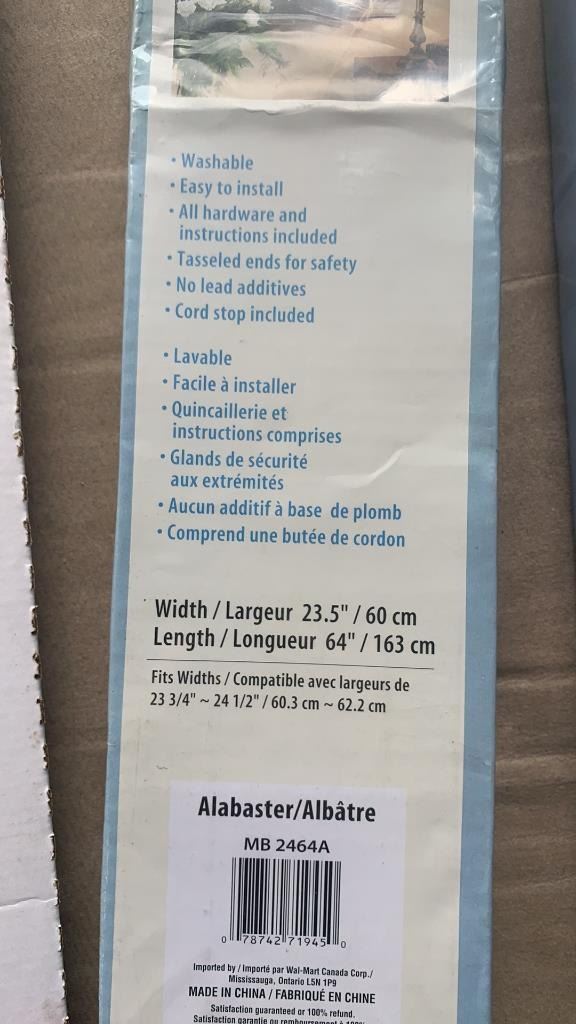 • Washable
• Easy to install
• All hardware and
instructions included
• Tasseled ends for safety
• No lead additives
• Cord stop included
• Lavable
• Facile à installer
• Quincaillerie et
instructions comprises
• Glands de sécurité
aux extrémités
• Aucun additif à base de plomb
• Comprend une butée de cordon
Width / Largeur 23.5" / 60 cm
Length / Longueur 64" / 163 cm
Fits Widths / Compatible avec largeurs de
23 3/4" ~ 24 1/2" / 60.3 cm ~ 62.2 cm
Alabaster/Albâtre
MB 2464A
0 78742 71945 0
Imported by / Importé par Wal-Mart Canada Corp./
Mississauga, Ontario L5N 1P9
MADE IN CHINA / FABRIQUÉ EN CHINE
Satisfaction guaranteed or 100% refund.
Satisfaction garantie ou remboursement à 100%